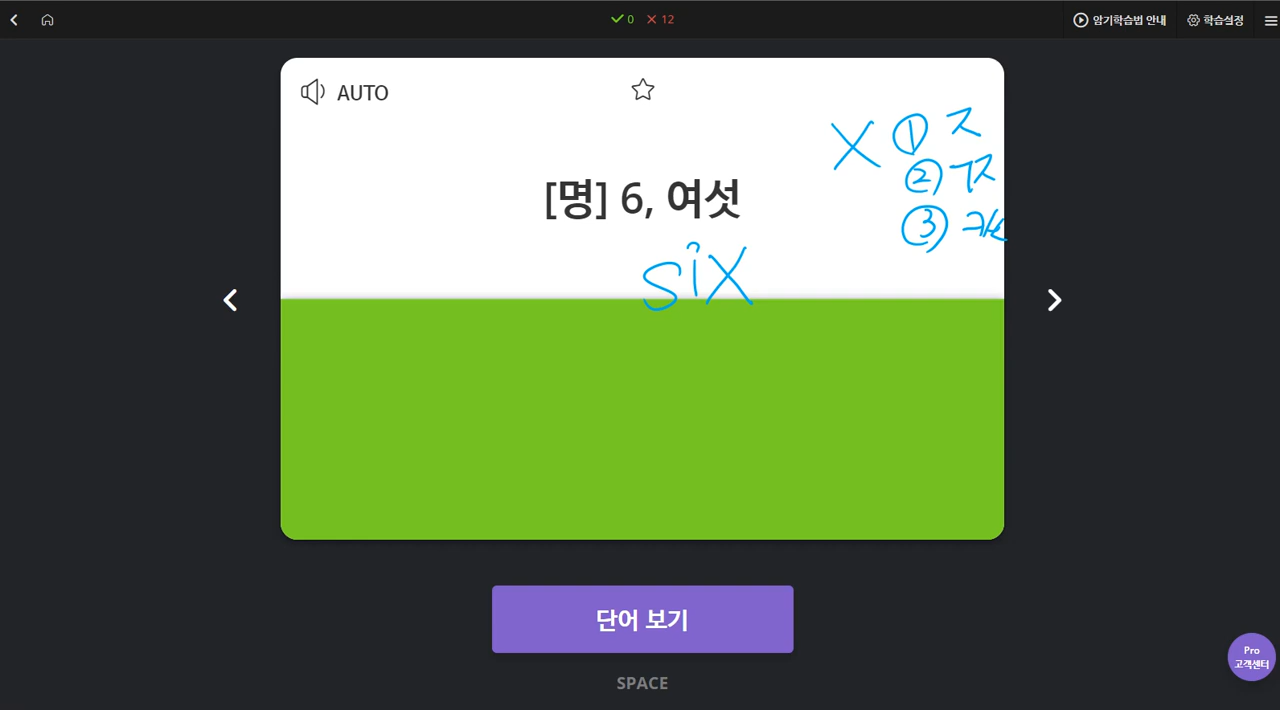 0 12 암기학습법 안내 학습설정
AUTO
[명] 6, 여섯
X ① ㅈ
② ㄱㅈ
③
six
단어 보기
SPACE
Pro
고객센터